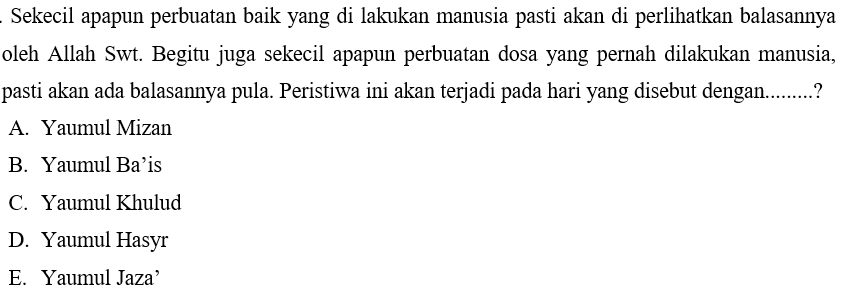 . Sekecil apapun perbuatan baik yang di lakukan manusia pasti akan di perlihatkan balasannya
oleh Allah Swt. Begitu juga sekecil apapun perbuatan dosa yang pernah dilakukan manusia,
pasti akan ada balasannya pula. Peristiwa ini akan terjadi pada hari yang disebut dengan.........?
A. Yaumul Mizan
B. Yaumul Ba’is
C. Yaumul Khulud
D. Yaumul Hasyr
E. Yaumul Jaza’